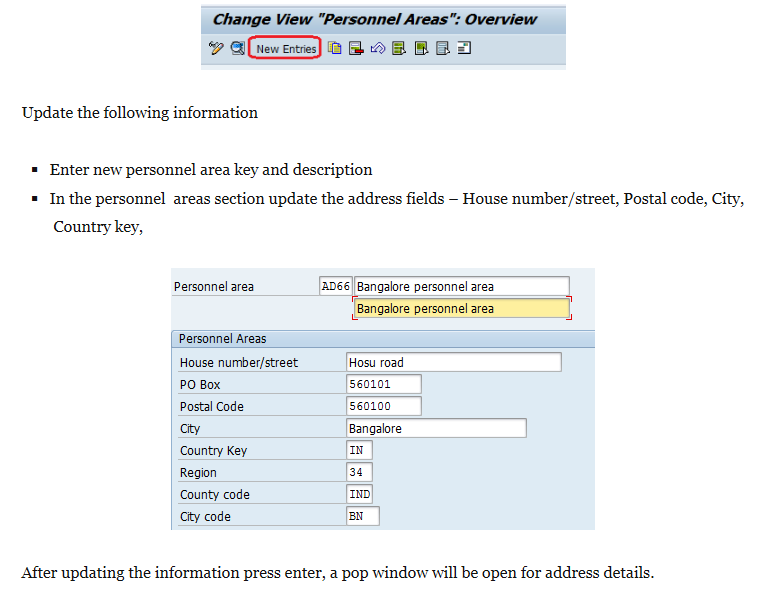 Change View "Personnel Areas": Overview
New Entries
Update the following information
▪ Enter new personnel area key and description
▪ In the personnel areas section update the address fields – House number/street, Postal code, City,
Country key,
Personnel area AD66 Bangalore personnel area
Bangalore personnel area
Personnel Areas
House number/street Hosu road
PO Box 560101
Postal Code 560100
City Bangalore
Country Key IN
Region 34
County code IND
City code BN
After updating the information press enter, a pop window will be open for address details.